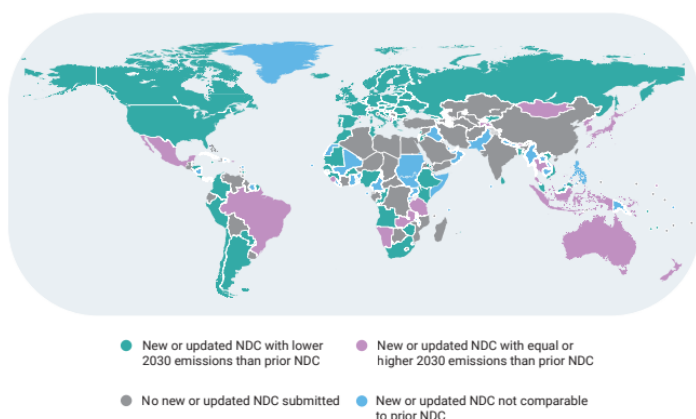 New or updated NDC with lower
2030 emissions than prior NDC
New or updated NDC with equal or
higher 2030 emissions than prior NDC
No new or updated NDC submitted
New or updated NDC not comparable
to prior NDC